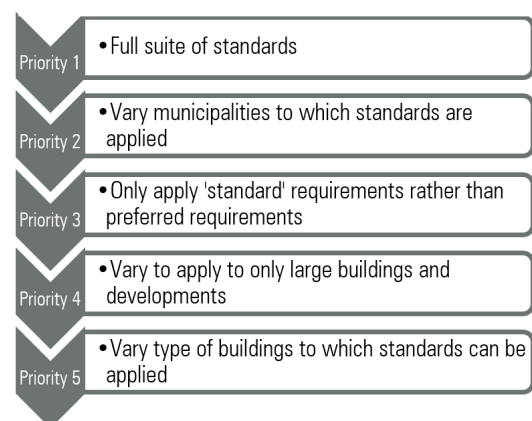 Priority 1
•Full suite of standards
Priority 2
•Vary municipalities to which standards are
applied
Priority 3
•Only apply 'standard' requirements rather than
preferred requirements
Priority 4
•Vary to apply to only large buildings and
developments
Priority 5
•Vary type of buildings to which standards can be
applied